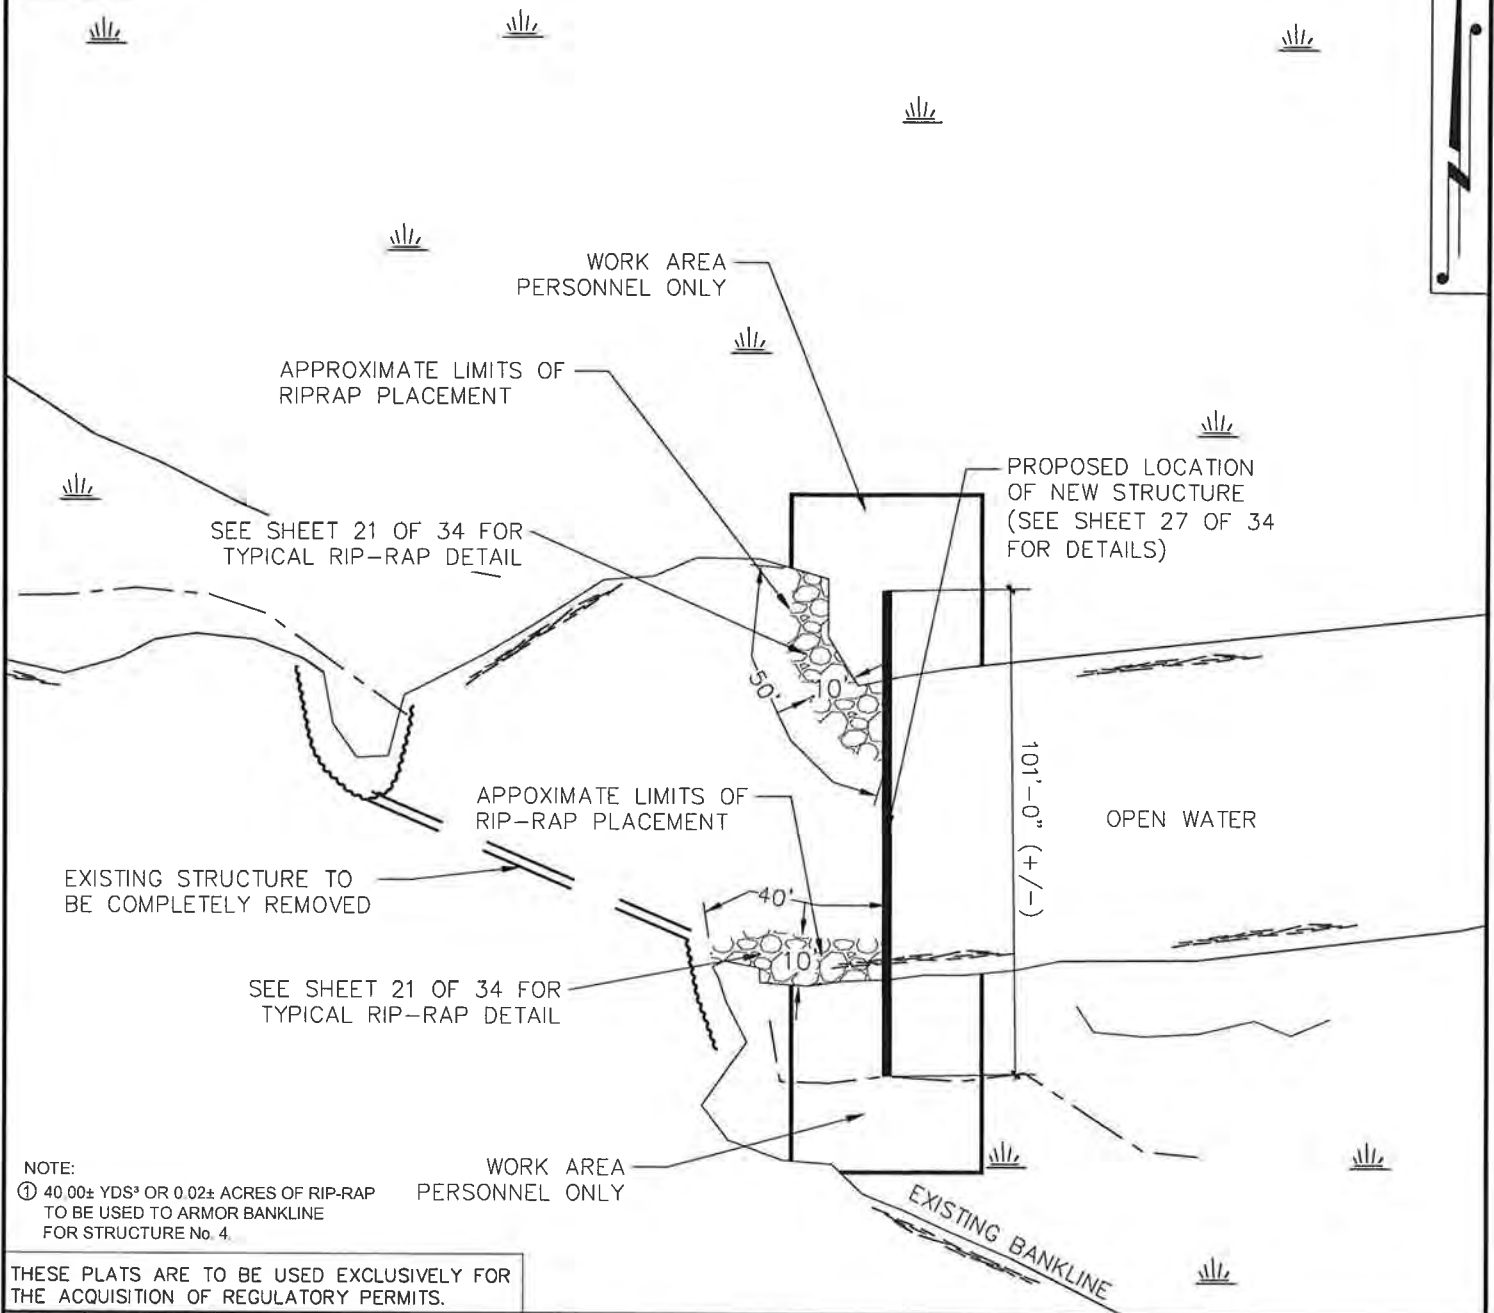 WORK AREA
PERSONNEL ONLY
APPROXIMATE LIMITS OF
RIPRAP PLACEMENT
PROPOSED LOCATION
OF NEW STRUCTURE
(SEE SHEET 27 OF 34
FOR DETAILS)
SEE SHEET 21 OF 34 FOR
TYPICAL RIP-RAP DETAIL
50'
10'
101'-0" (+/-)
APPOXIMATE LIMITS OF
RIP-RAP PLACEMENT
OPEN WATER
EXISTING STRUCTURE TO
BE COMPLETELY REMOVED
40'
10'
SEE SHEET 21 OF 34 FOR
TYPICAL RIP-RAP DETAIL
WORK AREA
PERSONNEL ONLY
EXISTING BANKLINE
NOTE:
① 40.00± YDS³ OR 0.02± ACRES OF RIP-RAP
TO BE USED TO ARMOR BANKLINE
FOR STRUCTURE No. 4.
THESE PLATS ARE TO BE USED EXCLUSIVELY FOR
THE ACQUISITION OF REGULATORY PERMITS.